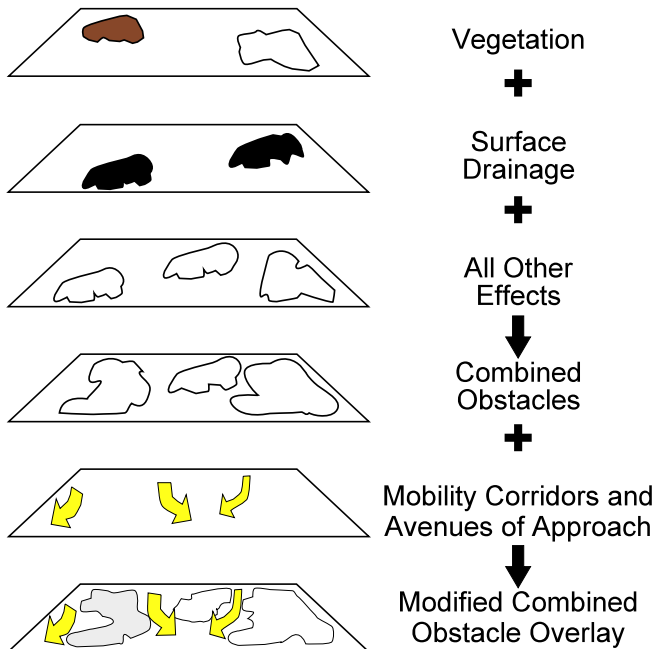 Vegetation
Surface
Drainage
All Other
Effects
Combined
Obstacles
Mobility Corridors and
Avenues of Approach
Modified Combined
Obstacle Overlay